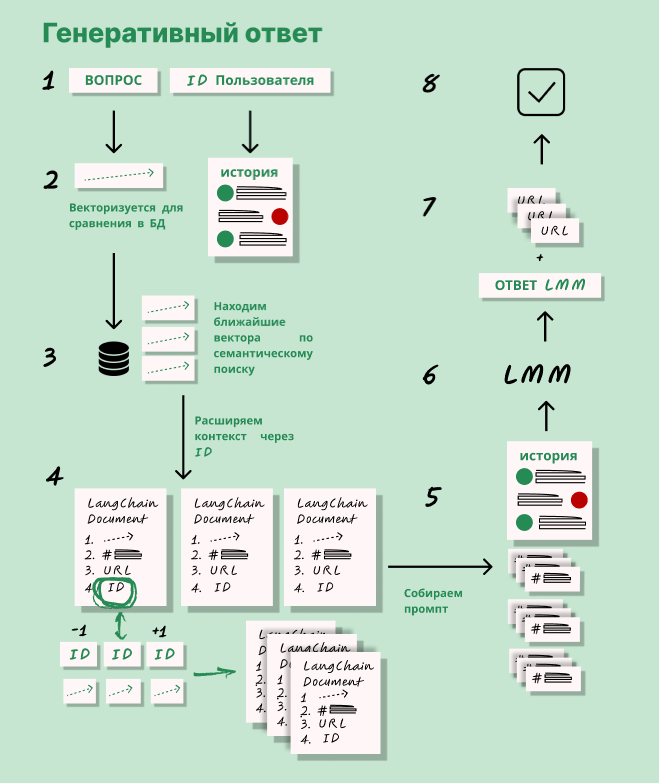 Генеративный ответ
1
ВОПРОС
ID Пользователя
2
Векторизуется для
сравнения в БД
история
3
Находим
ближайшие
вектора по
семантическому
поиску
Расширяем
контекст через
ID
4
LangChain
Document
1.
2. #
3. URL
4. ID
LangChain
Document
1.
2. #
3. URL
4. ID
LangChain
Document
1.
2. #
3. URL
4. ID
-1
+1
ID
ID
ID
LangChain
LangChain
LangChain
Document
1
2. #
3. URL
4. ID
Собираем
промпт
5
история
#
#
#
6
LMM
7
URL
URL
URL
+
ОТВЕТ LMM
8